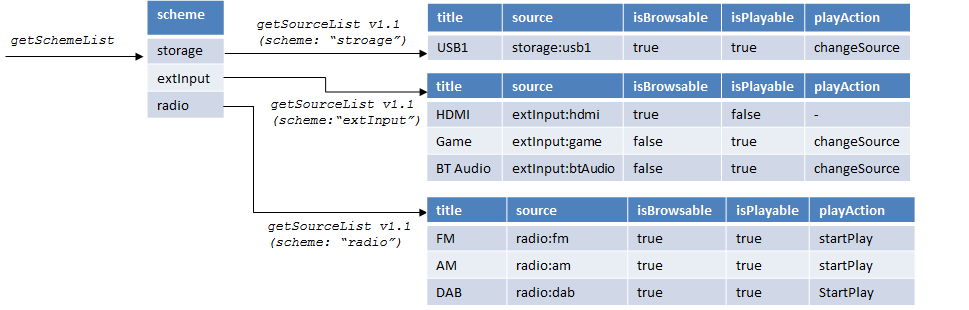 getSchemeList
scheme
storage
extInput
radio
getSourceList v1.1
(scheme: “stroage”)
title source isBrowsable isPlayable playAction
USB1 storage:usb1 true true changeSource
getSourceList v1.1
(scheme:“extInput”)
title source isBrowsable isPlayable playAction
HDMI extInput:hdmi true false -
Game extInput:game false true changeSource
BT Audio extInput:btAudio false true changeSource
getSourceList v1.1
(scheme: “radio”)
title source isBrowsable isPlayable playAction
FM radio:fm true true startPlay
AM radio:am true true startPlay
DAB radio:dab true true StartPlay